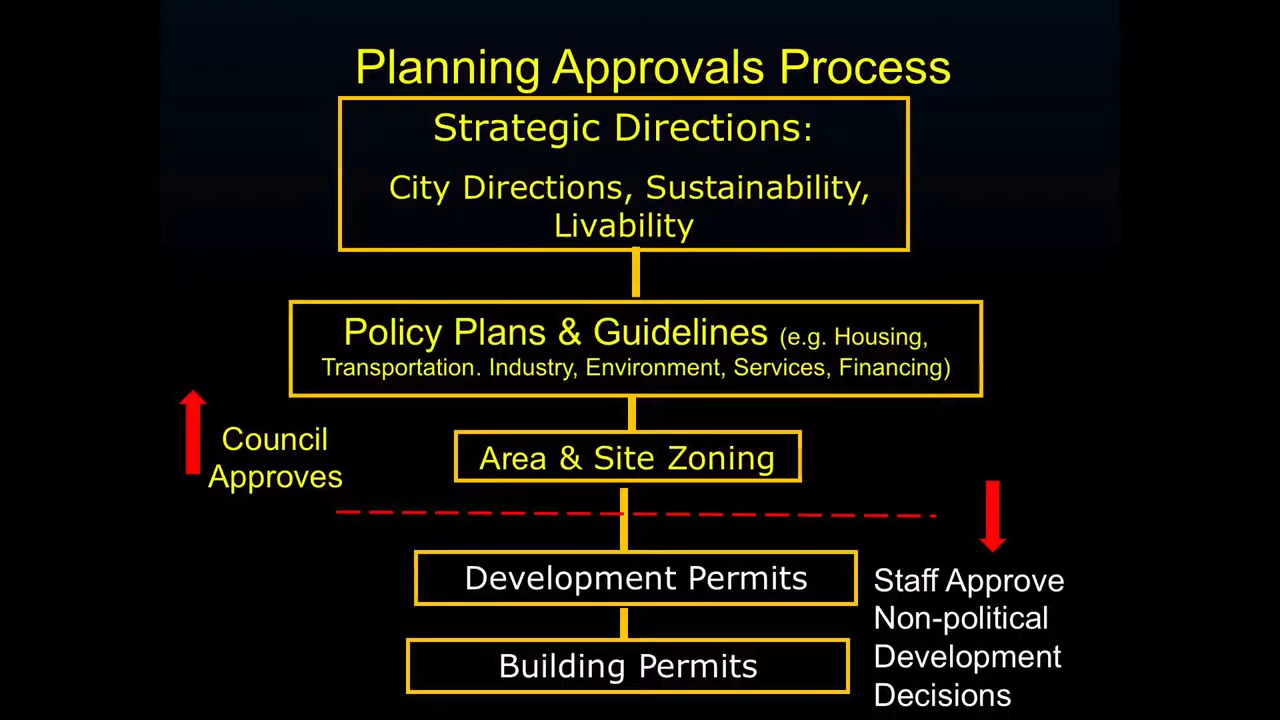 Planning Approvals Process
Strategic Directions:
City Directions, Sustainability,
Livability
Policy Plans & Guidelines (e.g. Housing,
Transportation. Industry, Environment, Services, Financing)
Council
Approves
Area & Site Zoning
Development Permits
Building Permits
Staff Approve
Non-political
Development
Decisions